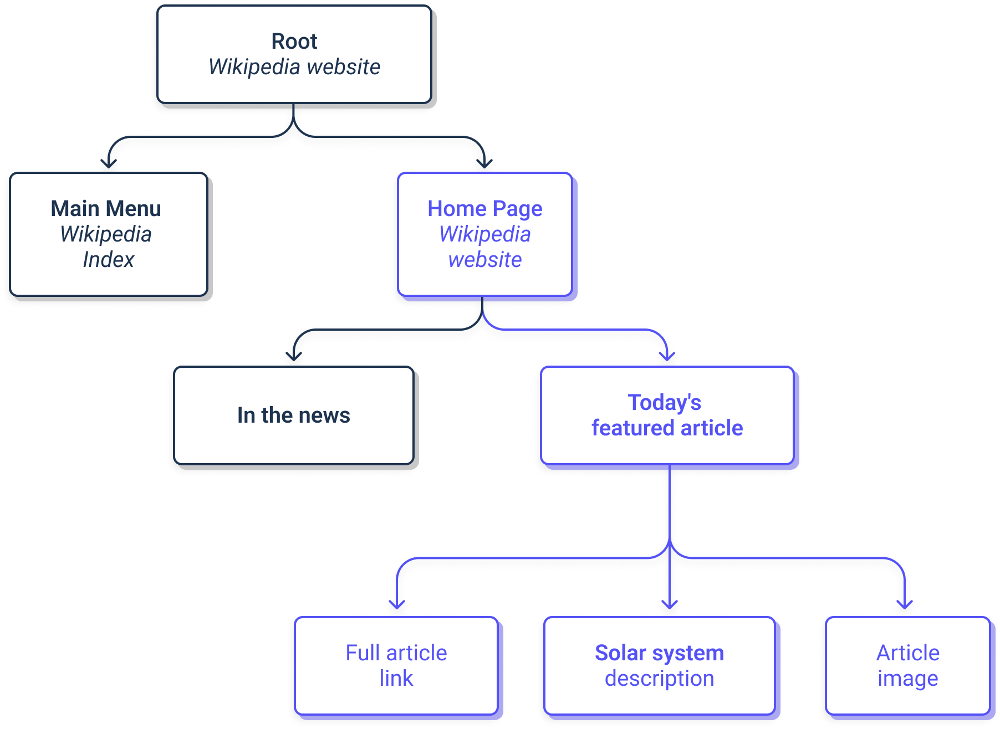 Root
Wikipedia website
Main Menu
Wikipedia
Index
Home Page
Wikipedia
website
In the news
Today's
featured article
Full article
link
Solar system
description
Article
image